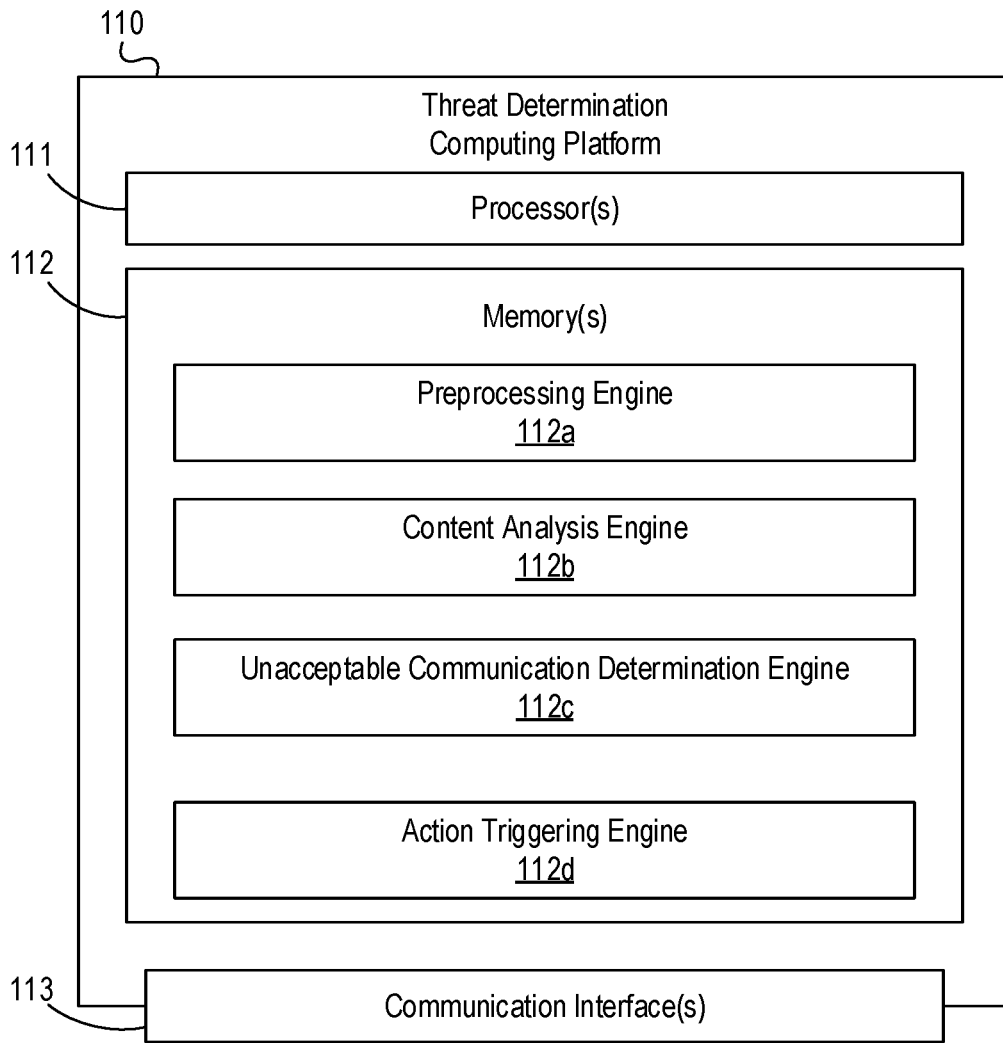 110
Threat Determination
Computing Platform
111
Processor(s)
112
Memory(s)
Preprocessing Engine
112a
Content Analysis Engine
112b
Unacceptable Communication Determination Engine
112c
Action Triggering Engine
112d
113
Communication Interface(s)